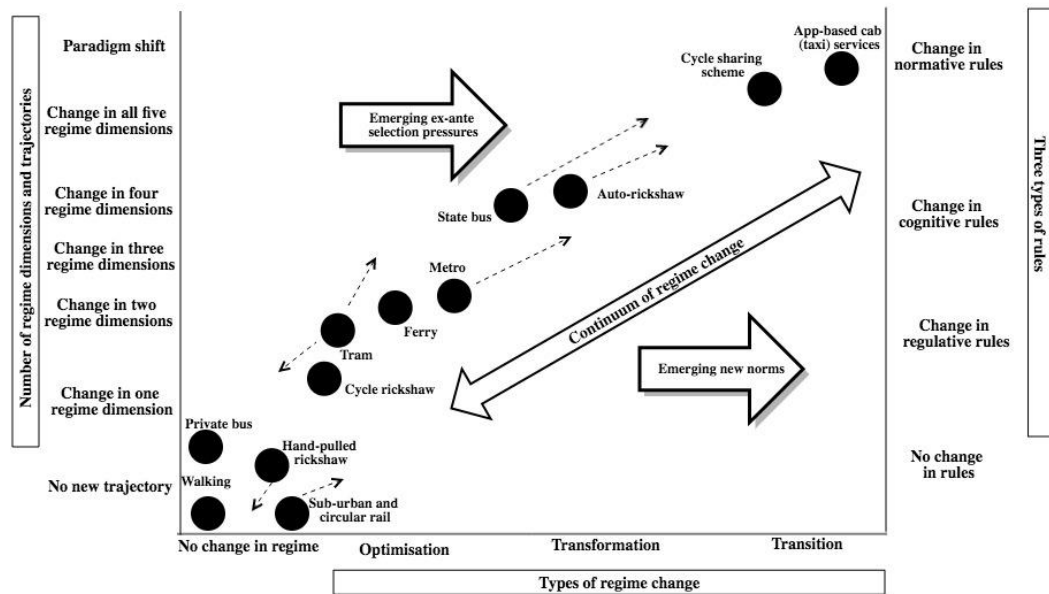 Number of regime dimensions and trajectories
Paradigm shift
Change in all five
regime dimensions
Change in four
regime dimensions
Change in three
regime dimensions
Change in two
regime dimensions
Change in one
regime dimension
No new trajectory
App-based cab
(taxi) services
Cycle sharing
scheme
Emerging ex-ante
selection pressures
Auto-rickshaw
State bus
Metro
Ferry
Tram
Cycle rickshaw
Continuum of regime change
Emerging new norms
Private bus
Hand-pulled
rickshaw
Walking
Sub-urban and
circular rail
Change in
normative rules
Change in
cognitive rules
Change in
regulative rules
No change
in rules
Three types of rules
No change in regime
Optimisation
Transformation
Transition
Types of regime change